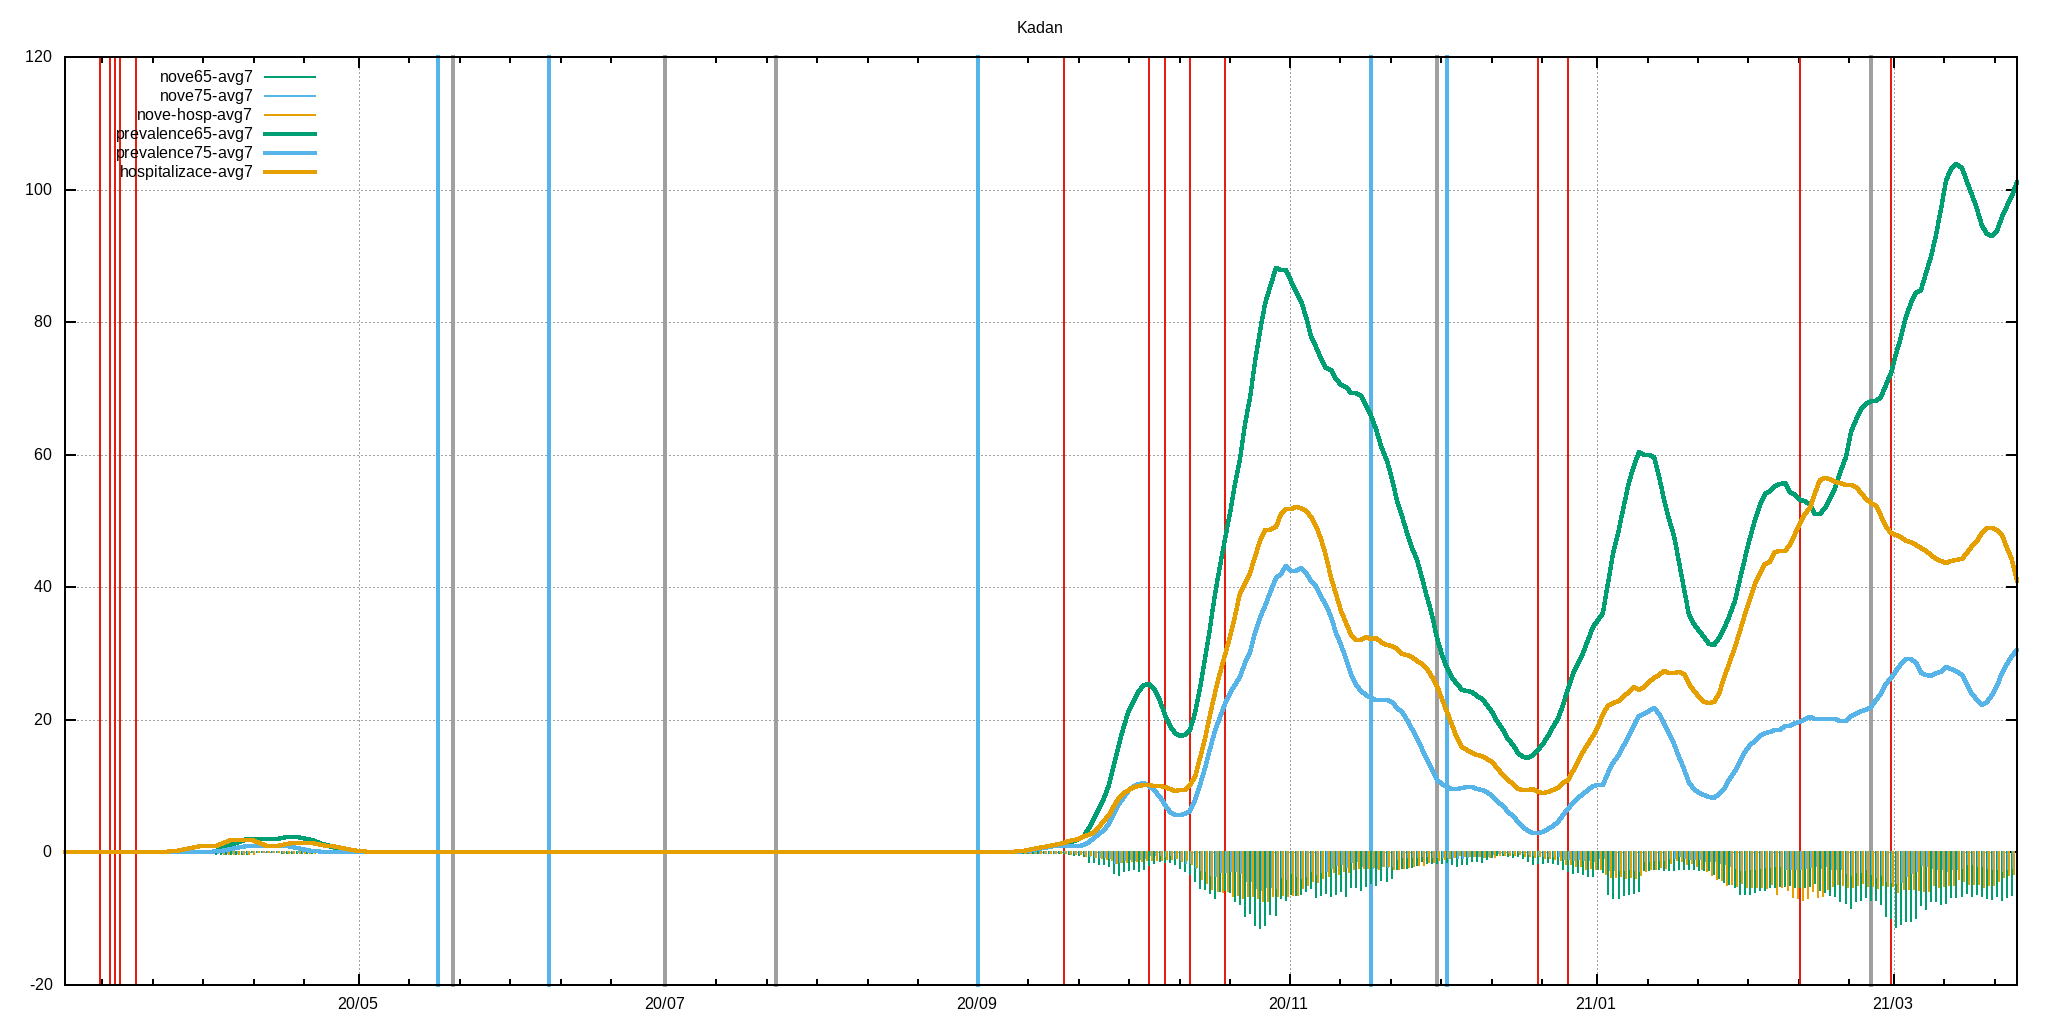 Kadan
120
100
80
60
40
20
0
-20
nove65-avg7
nove75-avg7
nove-hosp-avg7
prevalence65-avg7
prevalence75-avg7
hospitalizace-avg7
20/05
20/07
20/09
20/11
21/01
21/03